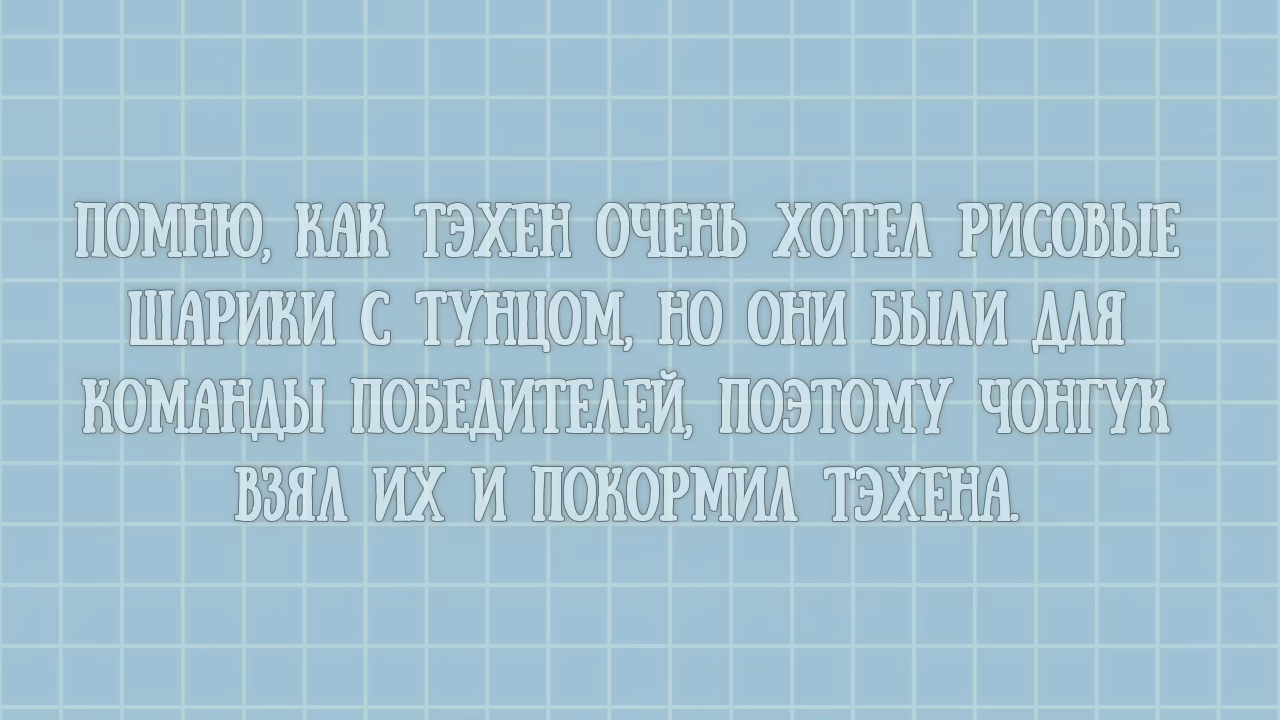 ПОМНЮ, КАК ТЭХЕН ОЧЕНЬ ХОТЕЛ РИСОВЫЕ
ШАРИКИ С ТУНЦОМ, НО ОНИ БЫЛИ ДЛЯ
КОМАНДЫ ПОБЕДИТЕЛЕЙ, ПОЭТОМУ ЧОНГУК
ВЗЯЛ ИХ И ПОКОРМИЛ ТЭХЕНА.